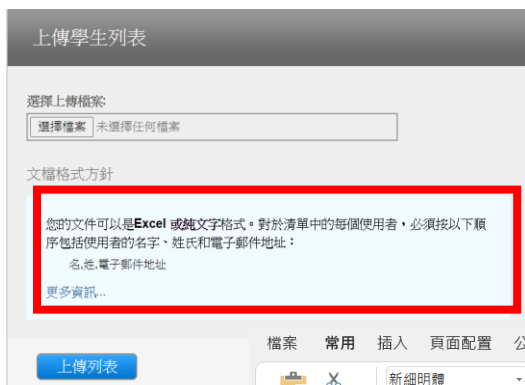 上傳學生列表
選擇上傳檔案:
選擇檔案 未選擇任何檔案
文檔格式方針
您的文件可以是Excel 或純文字格式。對於清單中的每個使用者，必須按以下順
序包括使用者的名字、姓氏和電子郵件地址：
名,姓,電子郵件地址
更多資訊...
檔案 常用 插入 頁面配置 公
上傳列表
新細明體